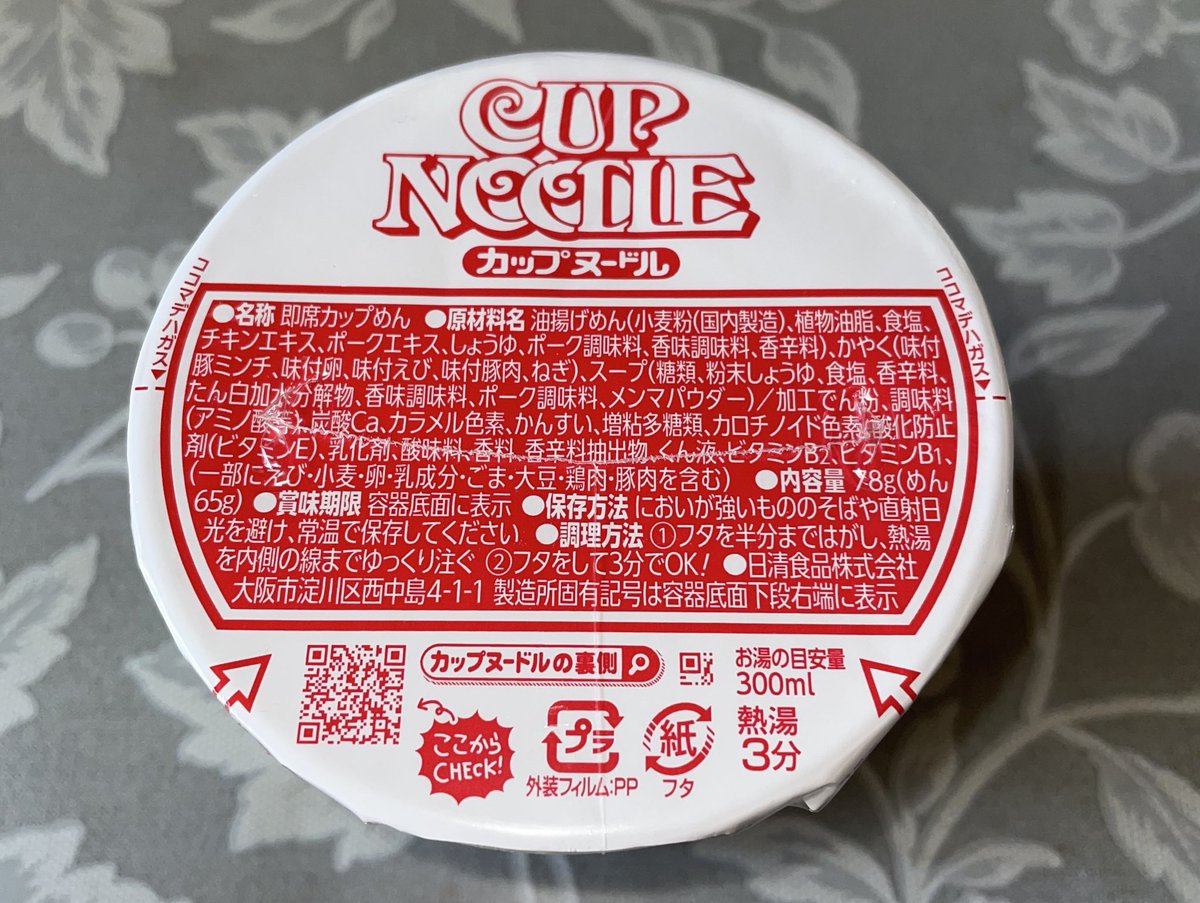 CUP
NOODLE
カップヌードル
ココマデハガス
ココマデハガス
●名称 即席カップめん ●原材料名 油揚げめん(小麦粉(国内製造)、植物油脂、食塩、
チキンエキス、ポークエキス、しょうゆ、ポーク調味料、香味調味料、香辛料)、かやく(味付
豚ミンチ、味付卵、味付えび、味付豚肉、ねぎ)、スープ(糖類、粉末しょうゆ、食塩、香辛料、
たん白加水分解物、香味調味料、ポーク調味料、メンマパウダー)/加工でん粉、調味料
(アミノ酸等)、炭酸Ca、カラメル色素、かんすい、増粘多糖類、カロチノイド色素、酸化防止
剤(ビタミンE)、乳化剤、酸味料、香料、香辛料抽出物、くん液、ビタミンB2、ビタミンB1、
(一部にえび・小麦・卵・乳成分・ごま・大豆・鶏肉・豚肉を含む) ●内容量 78g(めん
65g) ●賞味期限 容器底面に表示 ●保存方法 においが強いもののそばや直射日
光を避け、常温で保存してください ●調理方法 ①フタを半分まではがし、熱湯
を内側の線までゆっくり注ぐ ②フタをして3分でOK! ●日清食品株式会社
大阪市淀川区西中島4-1-1 製造所固有記号は容器底面下段右端に表示
カップヌードルの裏側
ここから
CHECK!
プラ
外装フィルム:PP
紙
フタ
お湯の目安量
300ml
熱湯
3分